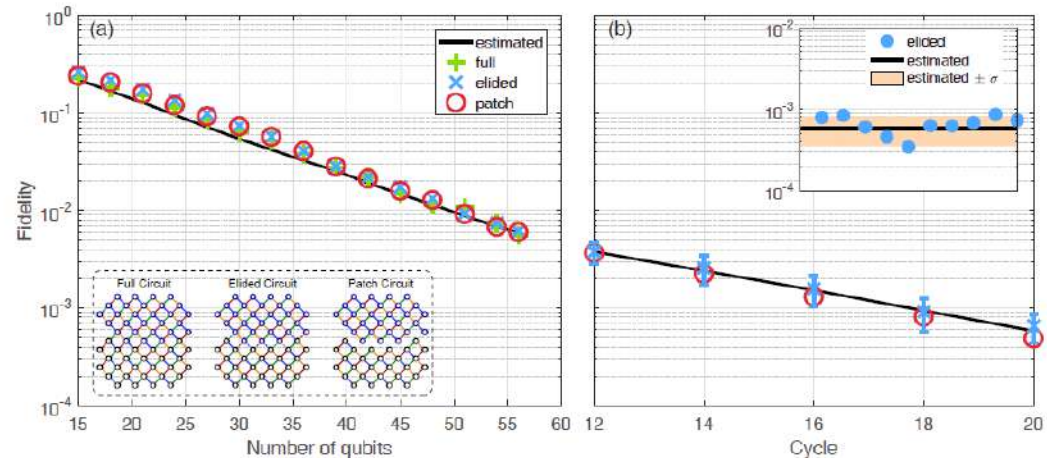 (a)
10⁰
10⁻¹
10⁻²
10⁻³
10⁻⁴
Fidelity
estimated
full
elided
patch
Full Circuit
Elided Circuit
Patch Circuit
15 20 25 30 35 40 45 50 55 60
Number of qubits
(b)
10⁻²
10⁻³
10⁻⁴
elided
estimated
estimated ± σ
12 14 16 18 20
Cycle